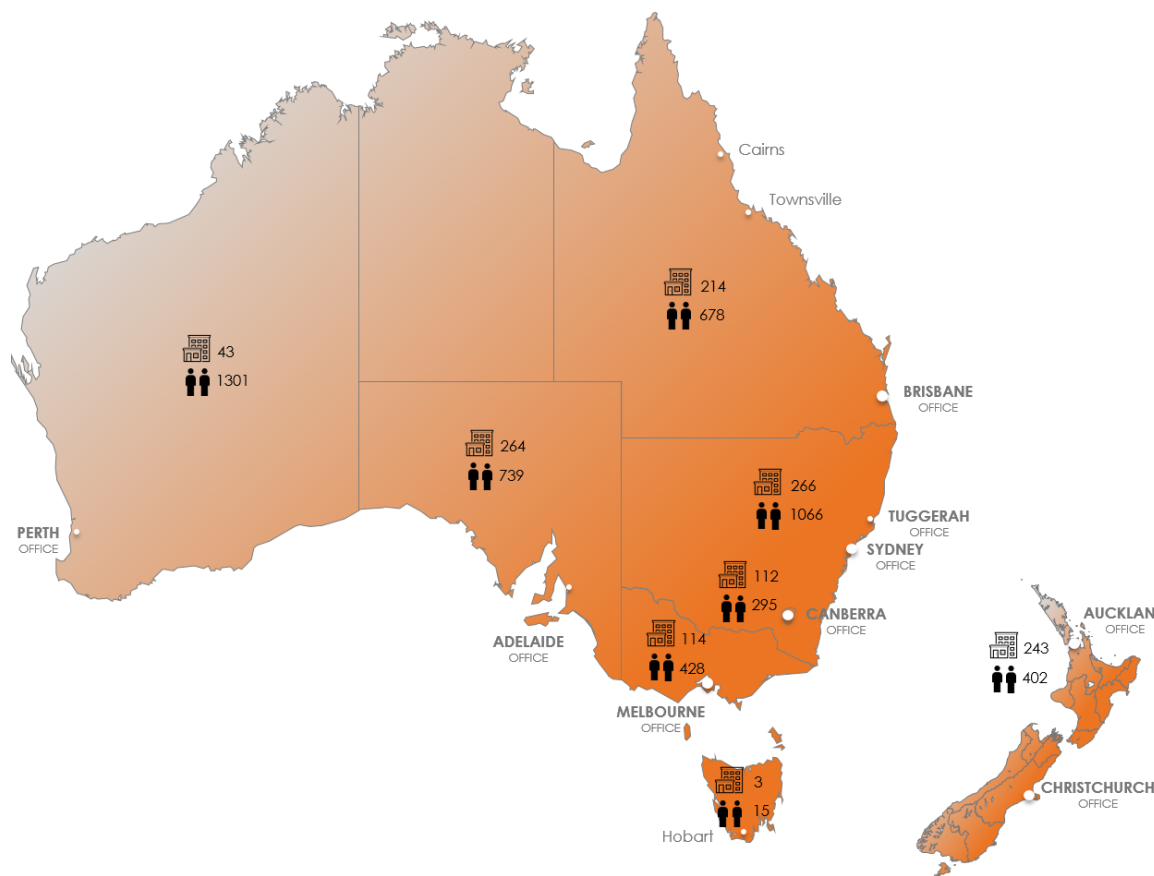 Cairns
Townsville
214
678
43
1301
BRISBANE
OFFICE
264
739
266
1066
PERTH
OFFICE
TUGGERAH
OFFICE
SYDNEY
OFFICE
112
295
CANBERRA
OFFICE
ADELAIDE
OFFICE
114
428
MELBOURNE
OFFICE
AUCKLAN
OFFICE
243
402
3
15
Hobart
CHRISTCHURCH
OFFICE